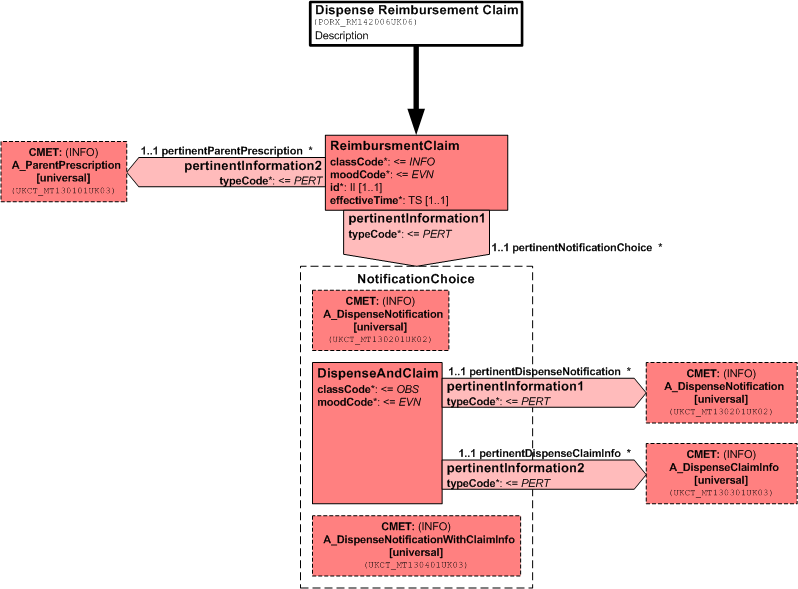 Dispense Reimbursement Claim
(PORX_RM142006UK06)
Description
1..1 pertinentParentPrescription *
CMET: (INFO)
A_ParentPrescription
[universal]
(UKCT_MT130101UK03)
pertinentInformation2
typeCode*: <= PERT
ReimbursmentClaim
classCode*: <= INFO
moodCode*: <= EVN
id*: II [1..1]
effectiveTime*: TS [1..1]
pertinentInformation1
typeCode*: <= PERT
1..1 pertinentNotificationChoice *
NotificationChoice
CMET: (INFO)
A_DispenseNotification
[universal]
(UKCT_MT130201UK02)
DispenseAndClaim
classCode*: <= OBS
moodCode*: <= EVN
1..1 pertinentDispenseNotification *
pertinentInformation1
typeCode*: <= PERT
CMET: (INFO)
A_DispenseNotification
[universal]
(UKCT_MT130201UK02)
1..1 pertinentDispenseClaimInfo *
pertinentInformation2
typeCode*: <= PERT
CMET: (INFO)
A_DispenseClaimInfo
[universal]
(UKCT_MT130301UK03)
CMET: (INFO)
A_DispenseNotificationWithClaimInfo
[universal]
(UKCT_MT130401UK03)